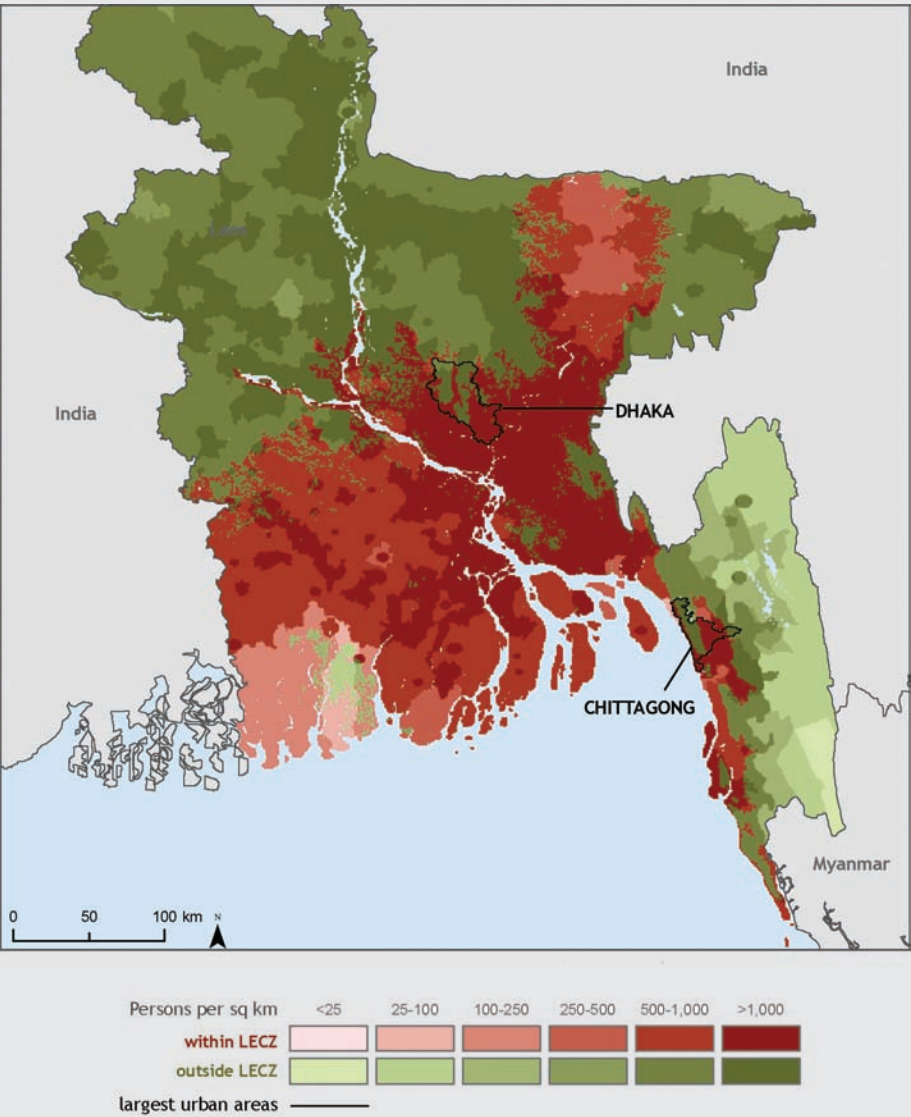 India
India
DHAKA
CHITTAGONG
Myanmar
0 50 100 km N
Persons per sq km <25 25-100 100-250 250-500 500-1,000 >1,000
within LECZ
outside LECZ
largest urban areas